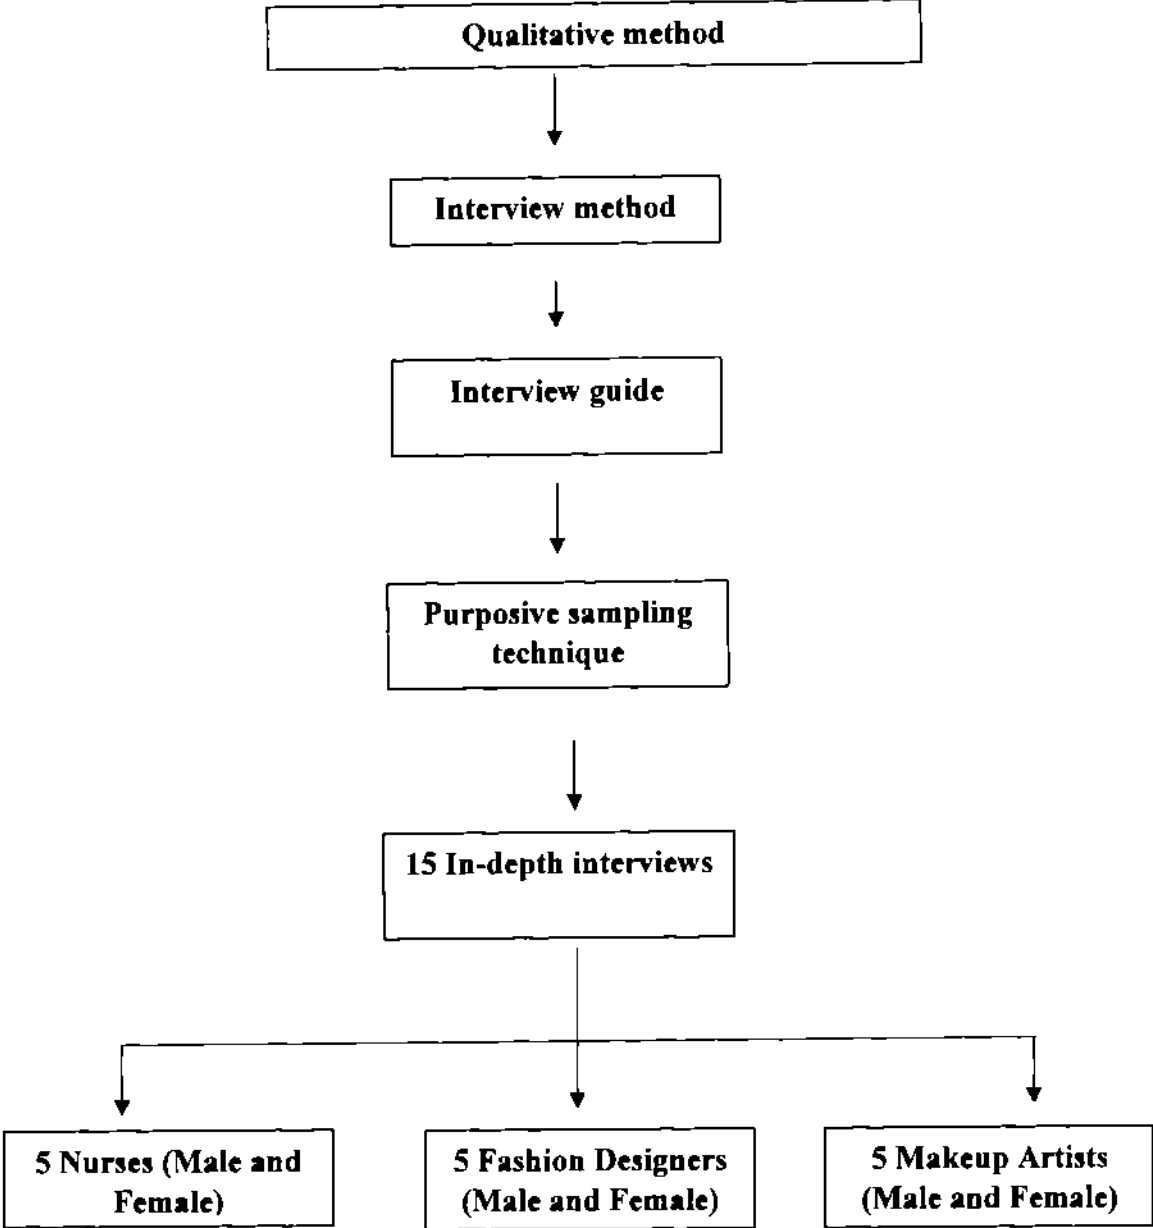 Qualitative method
Interview method
Interview guide
Purposive sampling
technique
15 In-depth interviews
5 Nurses (Male and
Female)
5 Fashion Designers
(Male and Female)
5 Makeup Artists
(Male and Female)